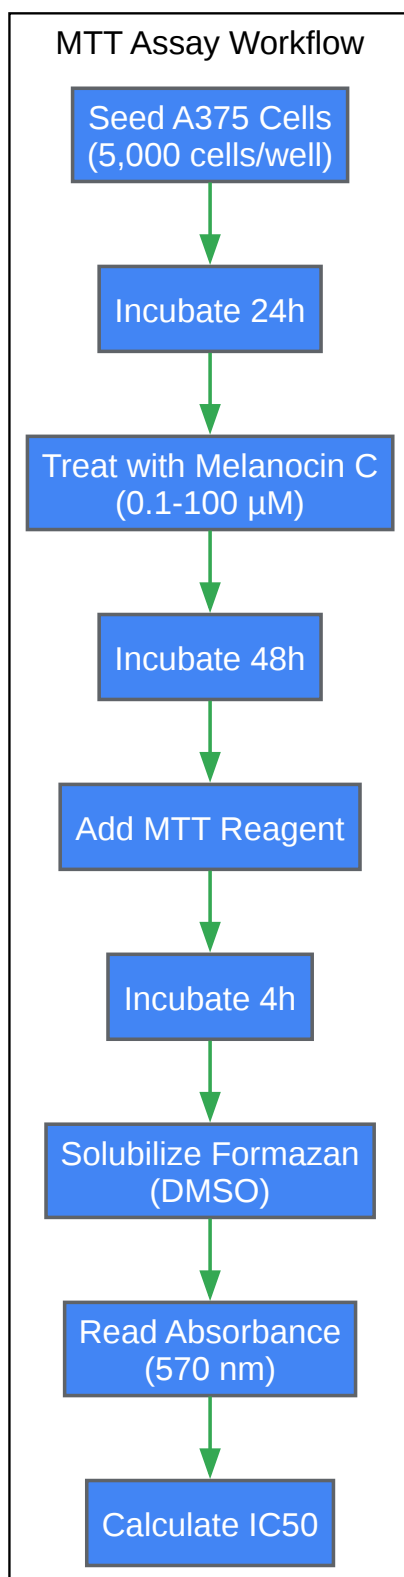 MTT Assay Workflow
Seed A375 Cells
(5,000 cells/well)
Incubate 24h
Treat with Melanocin C
(0.1-100 µM)
Incubate 48h
Add MTT Reagent
Incubate 4h
Solubilize Formazan
(DMSO)
Read Absorbance
(570 nm)
Calculate IC50